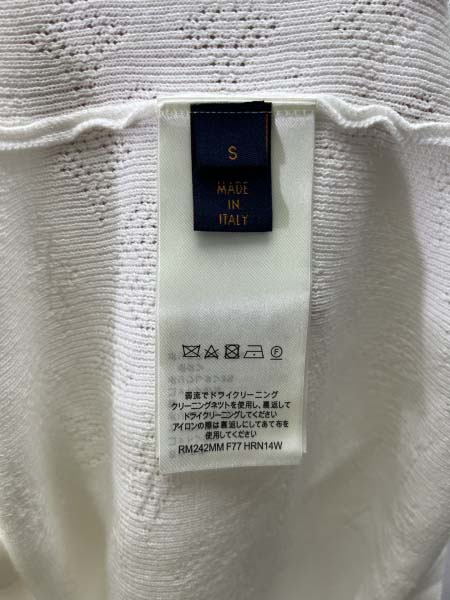 S
MADE
IN
ITALY
弱流でドライクリーニング
クリーニングネットを使用し、裏返して
ドライクリーニングしてください
アイロンの際は裏返しにしてあて布を
使用してください
RM242MM F77 HRN14W